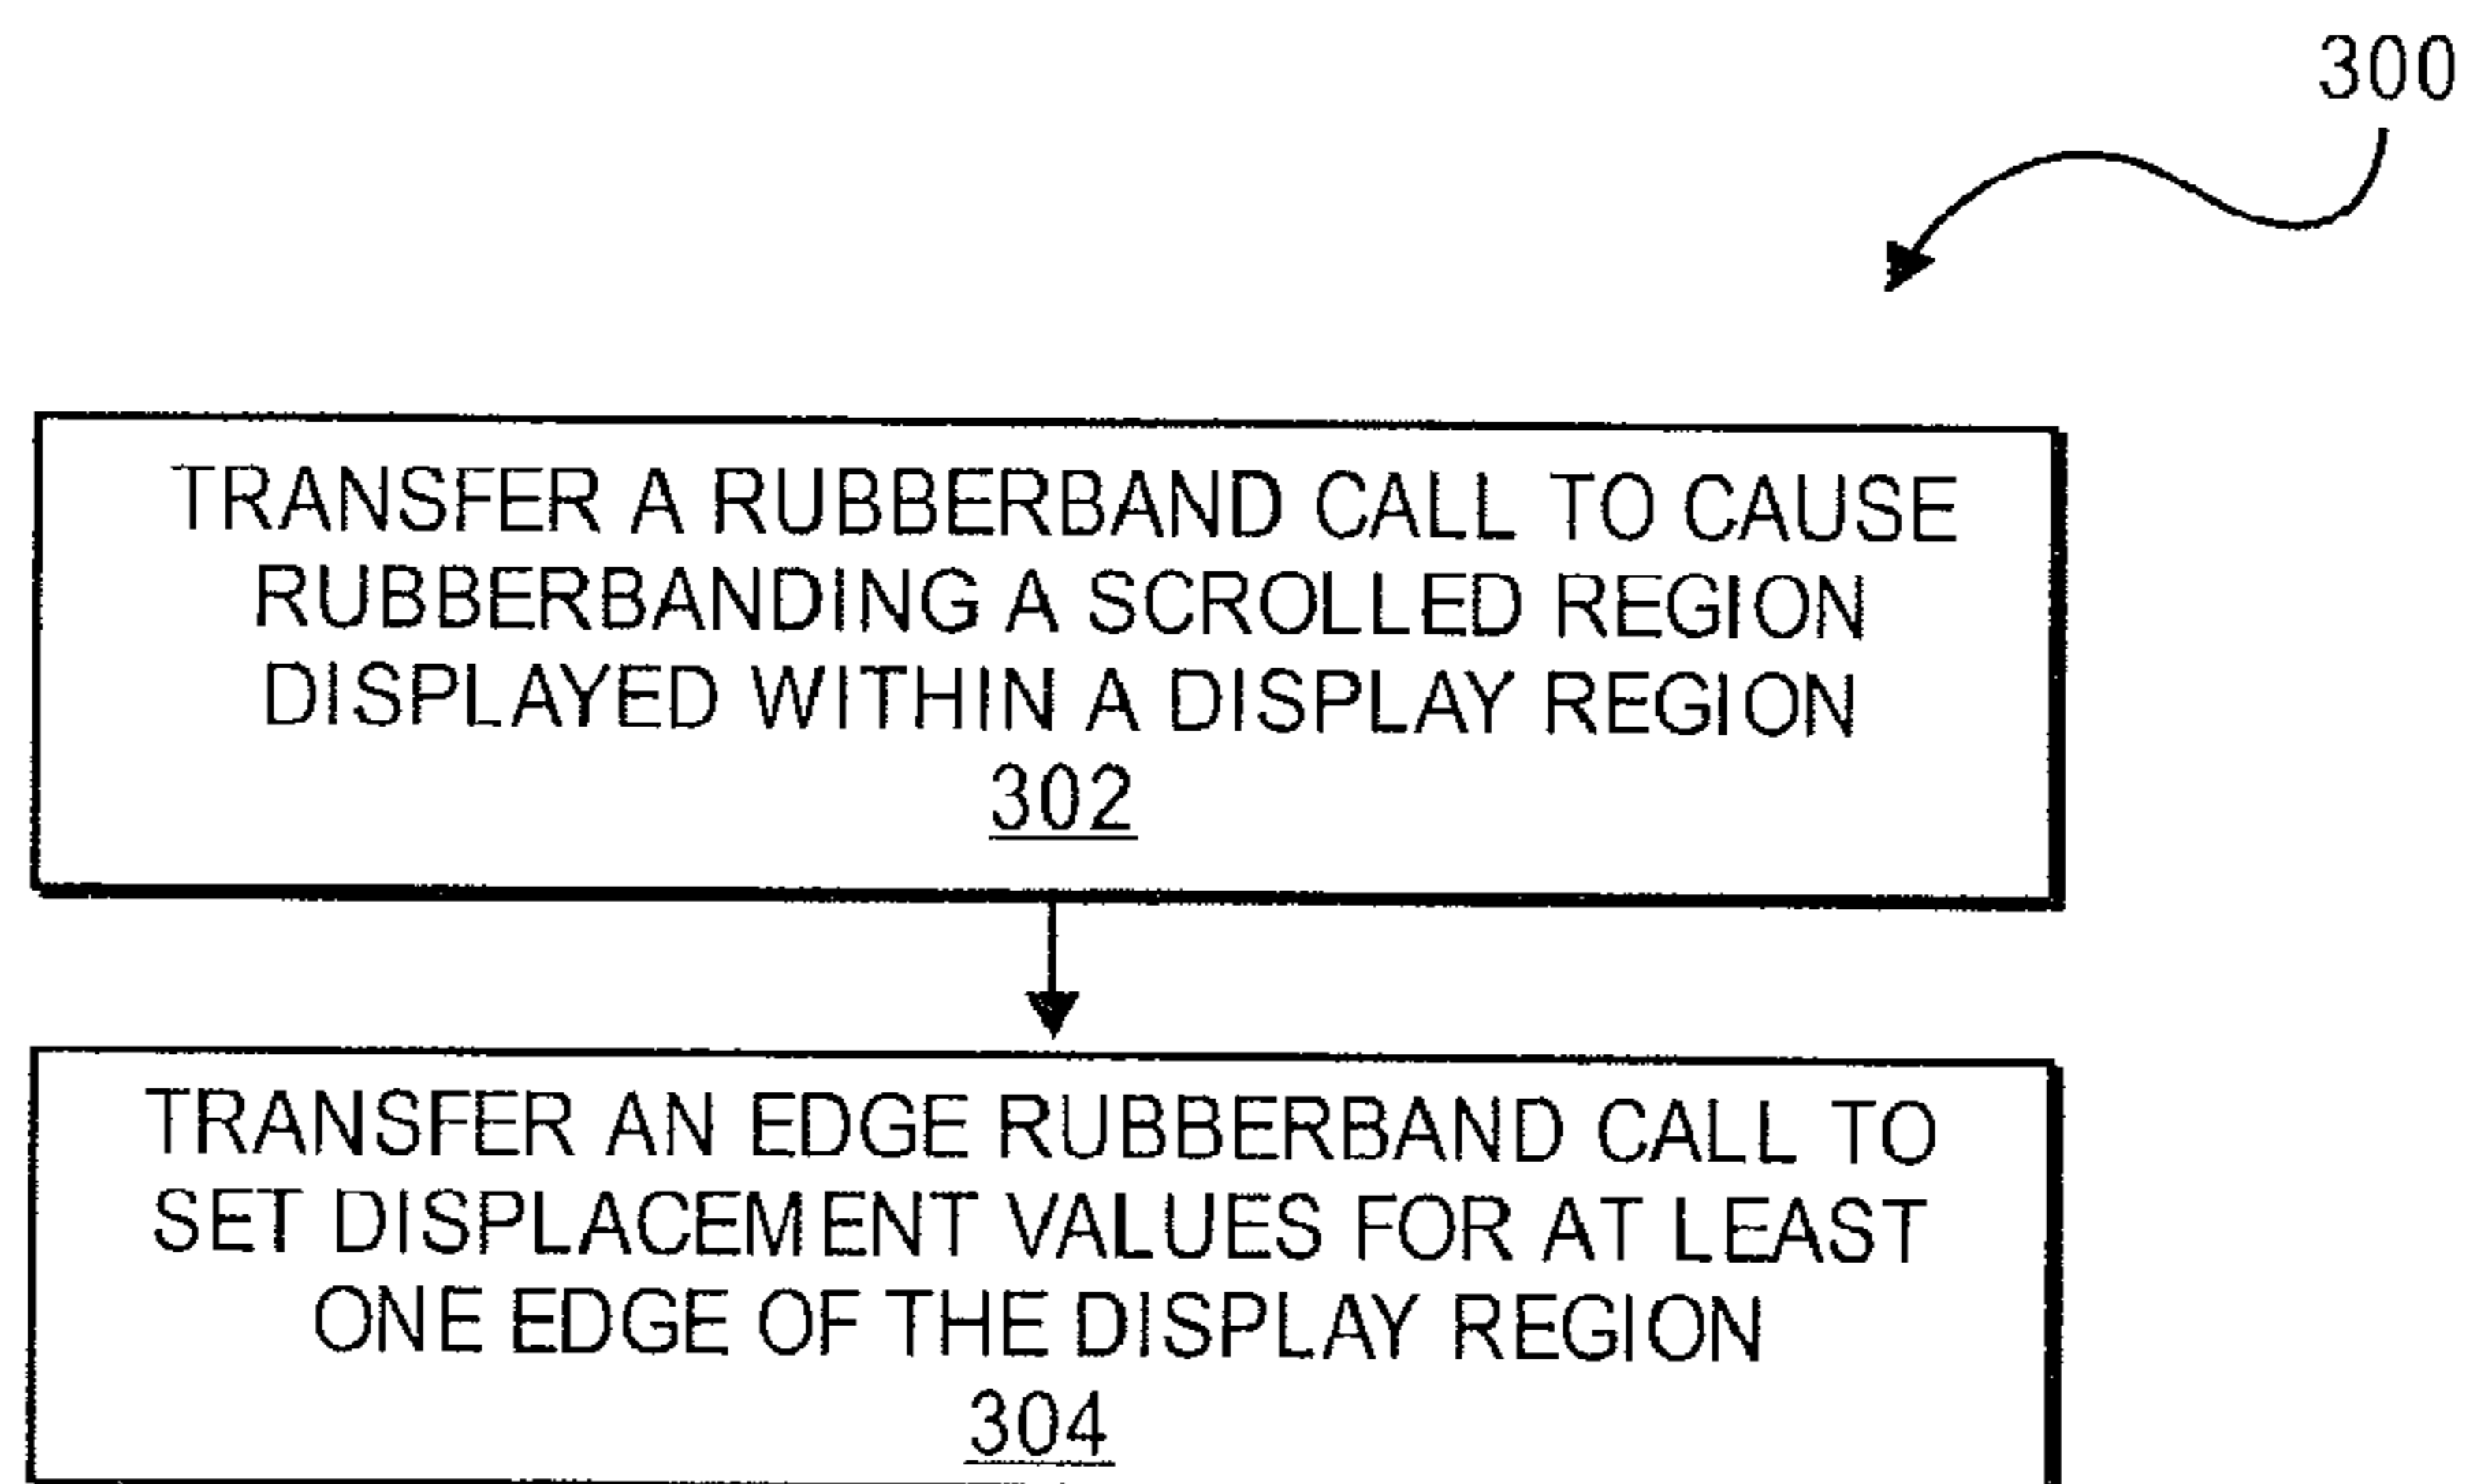 300
TRANSFER A RUBBERBAND CALL TO CAUSE
RUBBERBANDING A SCROLLED REGION
DISPLAYED WITHIN A DISPLAY REGION
302
TRANSFER AN EDGE RUBBERBAND CALL TO
SET DISPLACEMENT VALUES FOR AT LEAST
ONE EDGE OF THE DISPLAY REGION
304